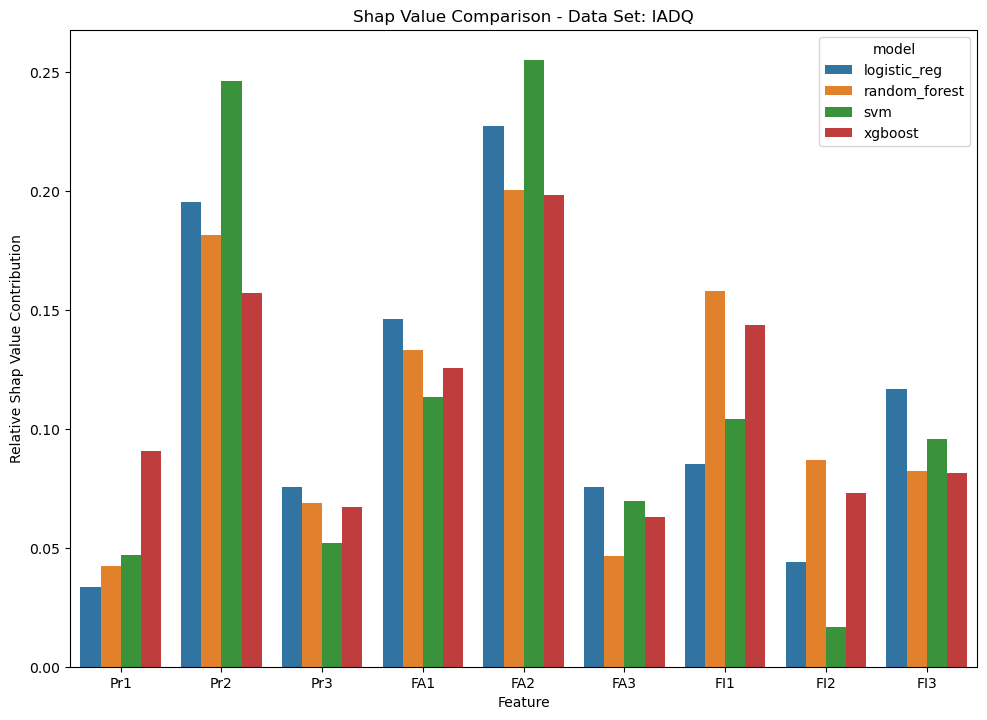 Shap Value Comparison - Data Set: IADQ
model
logistic_reg
random_forest
svm
xgboost
Relative Shap Value Contribution
0.25
0.20
0.15
0.10
0.05
0.00
Pr1 Pr2 Pr3 FA1 FA2 FA3 FI1 FI2 FI3
Feature